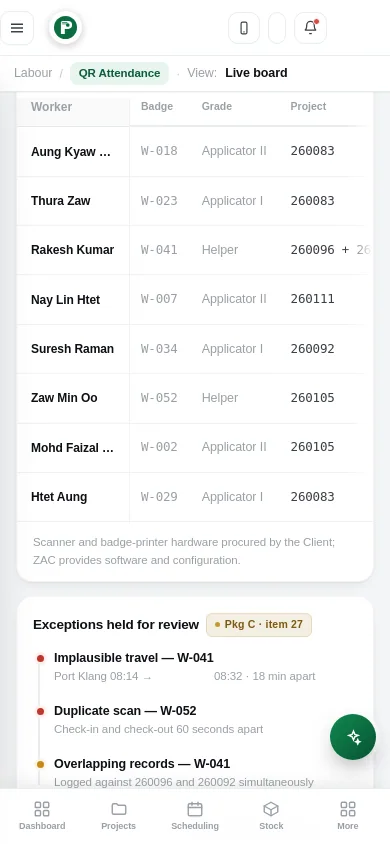 Labour / QR Attendance · View: Live board
Worker Badge Grade Project
Aung Kyaw ... W-018 Applicator II 260083
Thura Zaw W-023 Applicator I 260083
Rakesh Kumar W-041 Helper 260096 + 26
Nay Lin Htet W-007 Applicator II 260111
Suresh Raman W-034 Applicator I 260092
Zaw Min Oo W-052 Helper 260105
Mohd Faizal ... W-002 Applicator II 260105
Htet Aung W-029 Applicator I 260083
Scanner and badge-printer hardware procured by the Client;
ZAC provides software and configuration.
Exceptions held for review Pkg C · item 27
Implausible travel — W-041
Port Klang 08:14 → 08:32 · 18 min apart
Duplicate scan — W-052
Check-in and check-out 60 seconds apart
Overlapping records — W-041
Logged against 260096 and 260092 simultaneously
Dashboard Projects Scheduling Stock More